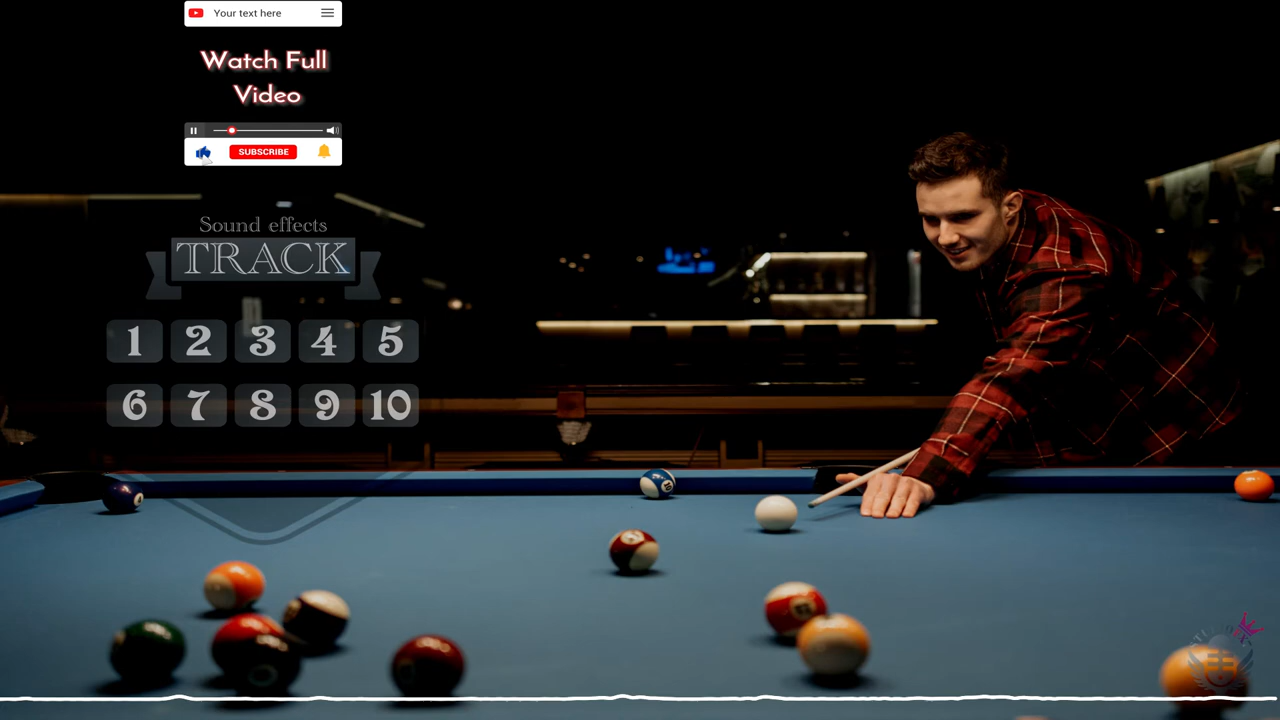 Your text here
Watch Full
Video
SUBSCRIBE
Sound effects
TRACK
1 2 3 4 5
6 7 8 9 10